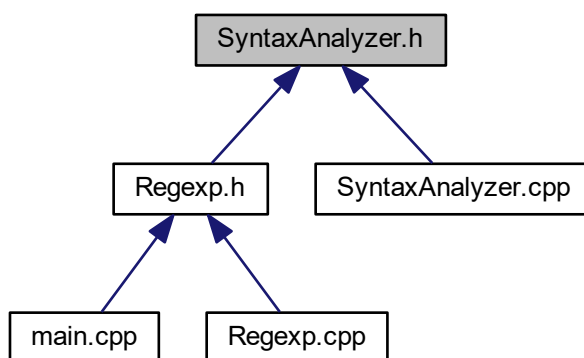 SyntaxAnalyzer.h
Regexp.h
SyntaxAnalyzer.cpp
main.cpp
Regexp.cpp